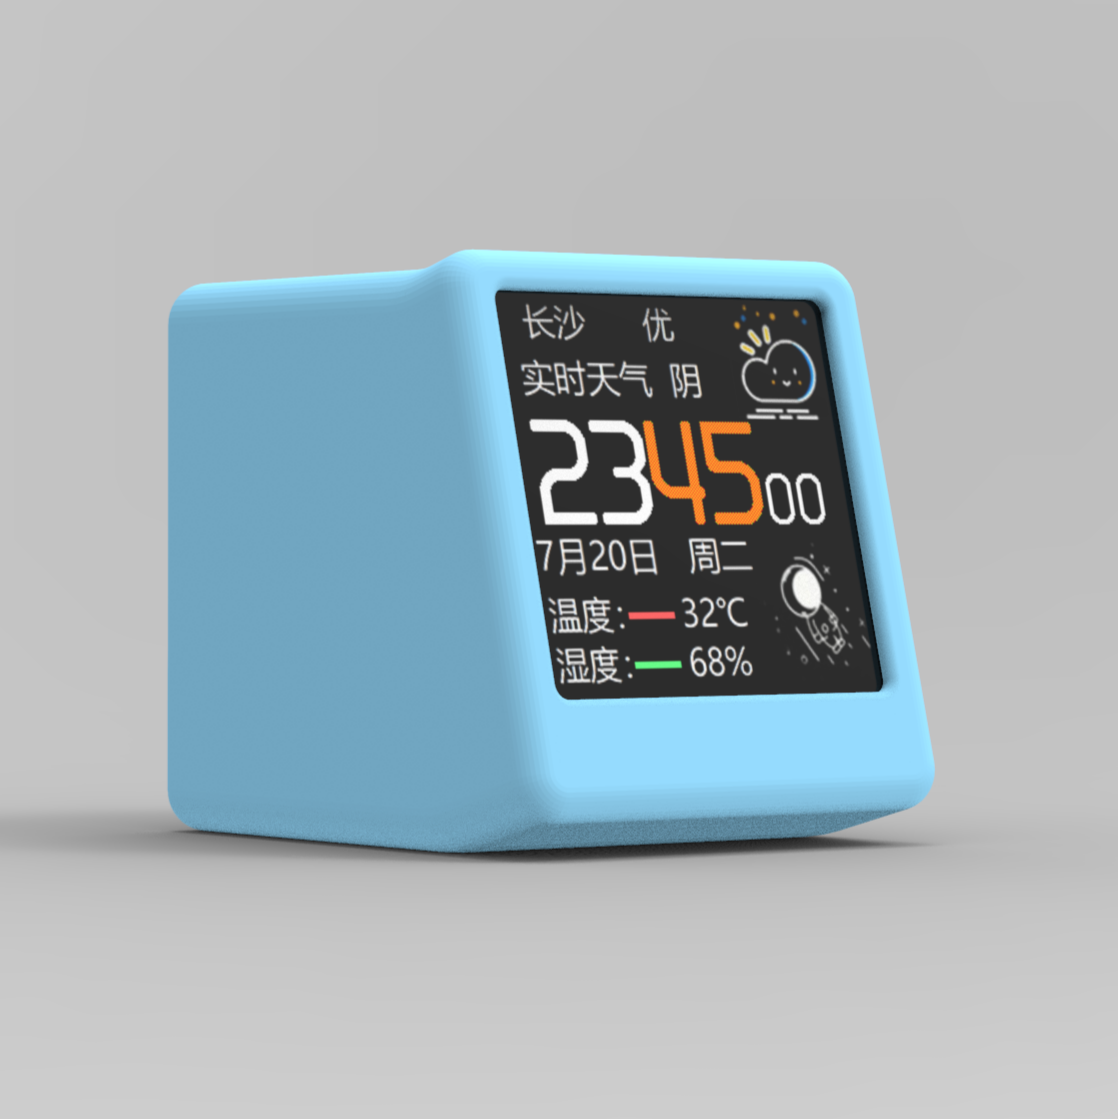 长沙 优
实时天气 阴
234500
7月20日 周二
温度: 32℃
湿度: 68%